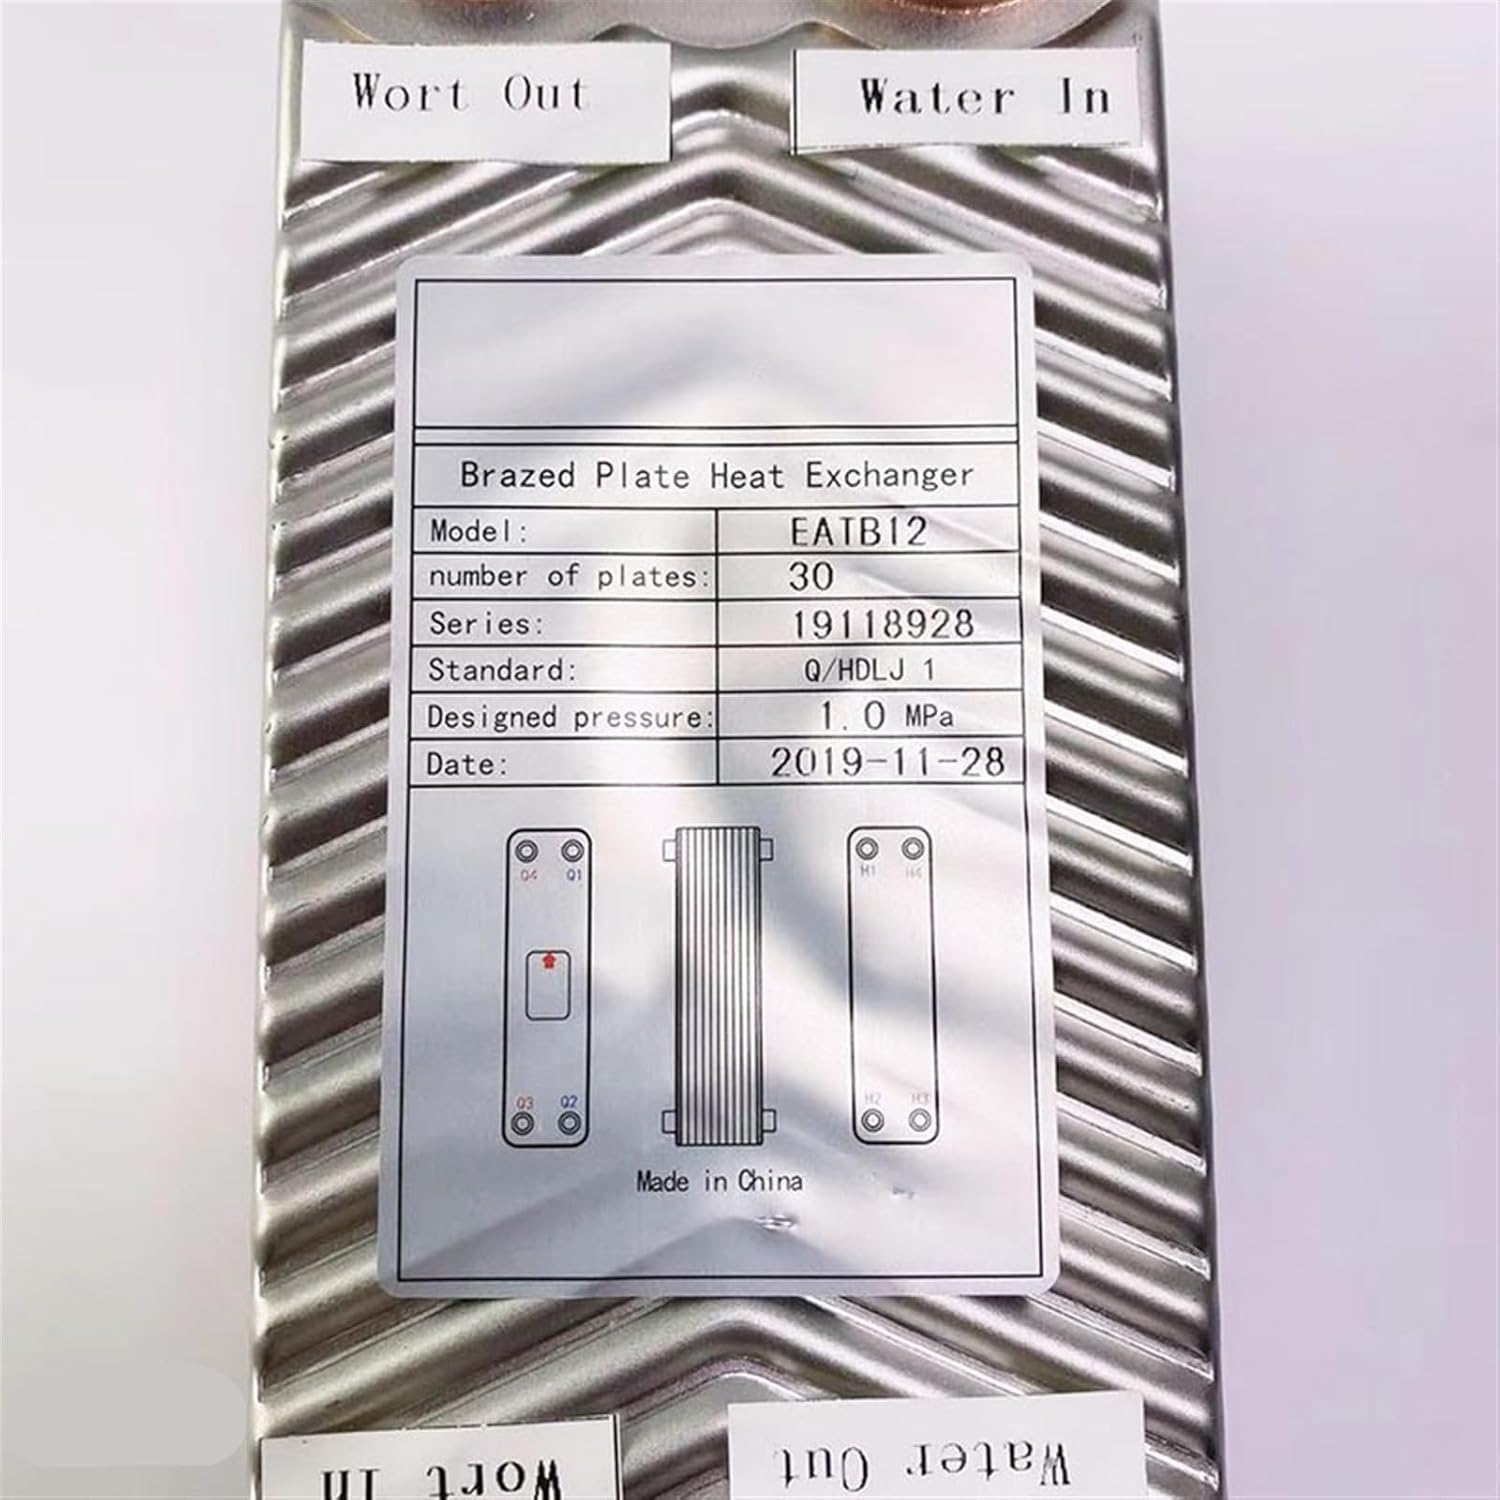 Wort Out
Water In
Brazed Plate Heat Exchanger
Model: EATB12
number of plates: 30
Series: 19118928
Standard: Q/HDLJ 1
Designed pressure: 1.0 MPa
Date: 2019-11-28
Q4 Q1 H1 H4
Q3 Q2 H2 H3
Made in China
Wort In
Water Out